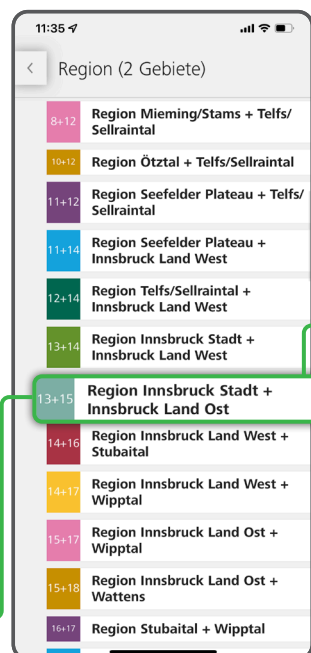 11:35
Region (2 Gebiete)
8+12
Region Mieming/Stams + Telfs/
Sellraintal
10+12
Region Ötztal + Telfs/Sellraintal
11+12
Region Seefelder Plateau + Telfs/
Sellraintal
11+14
Region Seefelder Plateau +
Innsbruck Land West
12+14
Region Telfs/Sellraintal +
Innsbruck Land West
13+14
Region Innsbruck Stadt +
Innsbruck Land West
13+15
Region Innsbruck Stadt +
Innsbruck Land Ost
14+16
Region Innsbruck Land West +
Stubaital
14+17
Region Innsbruck Land West +
Wipptal
15+17
Region Innsbruck Land Ost +
Wipptal
15+18
Region Innsbruck Land Ost +
Wattens
16+17
Region Stubaital + Wipptal